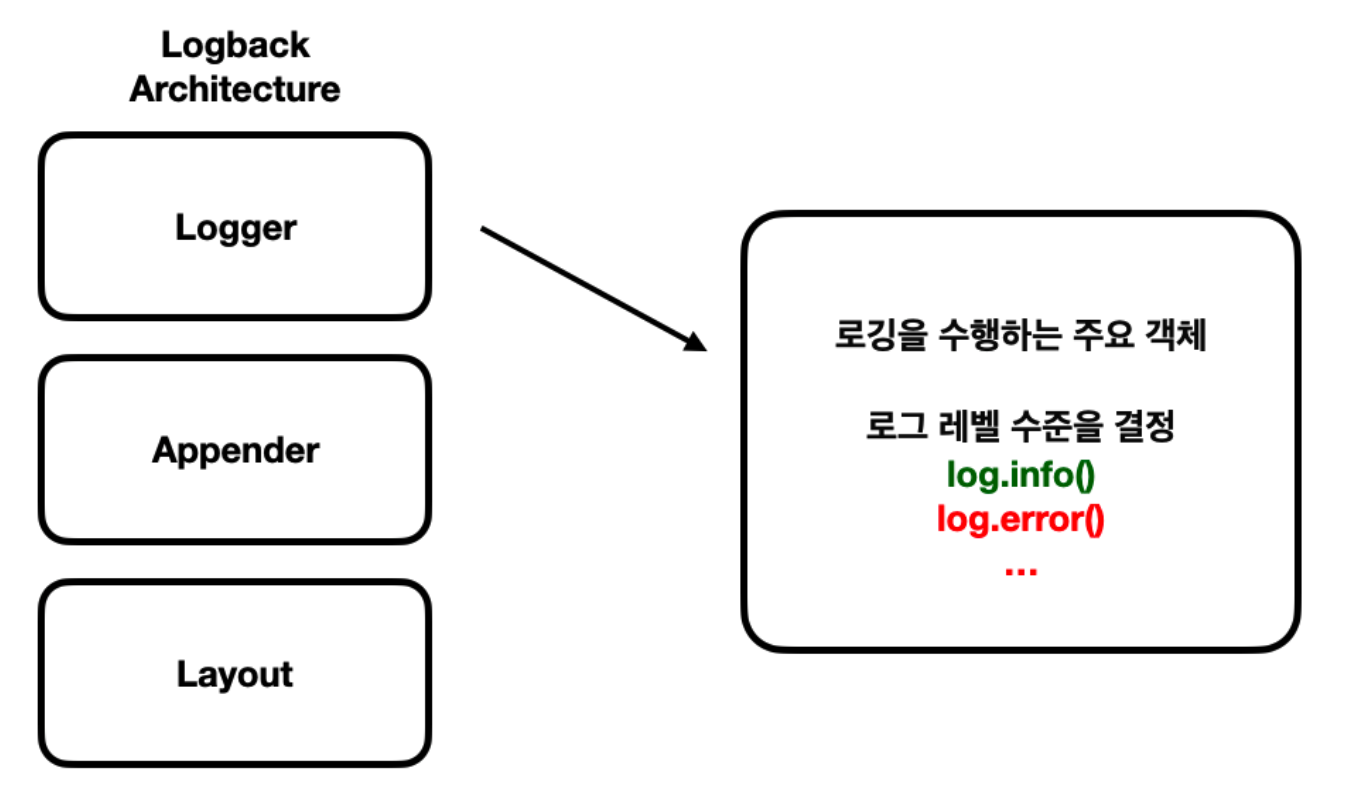 Logback
Architecture
Logger
Appender
Layout
로깅을 수행하는 주요 객체
로그 레벨 수준을 결정
log.info()
log.error()
...